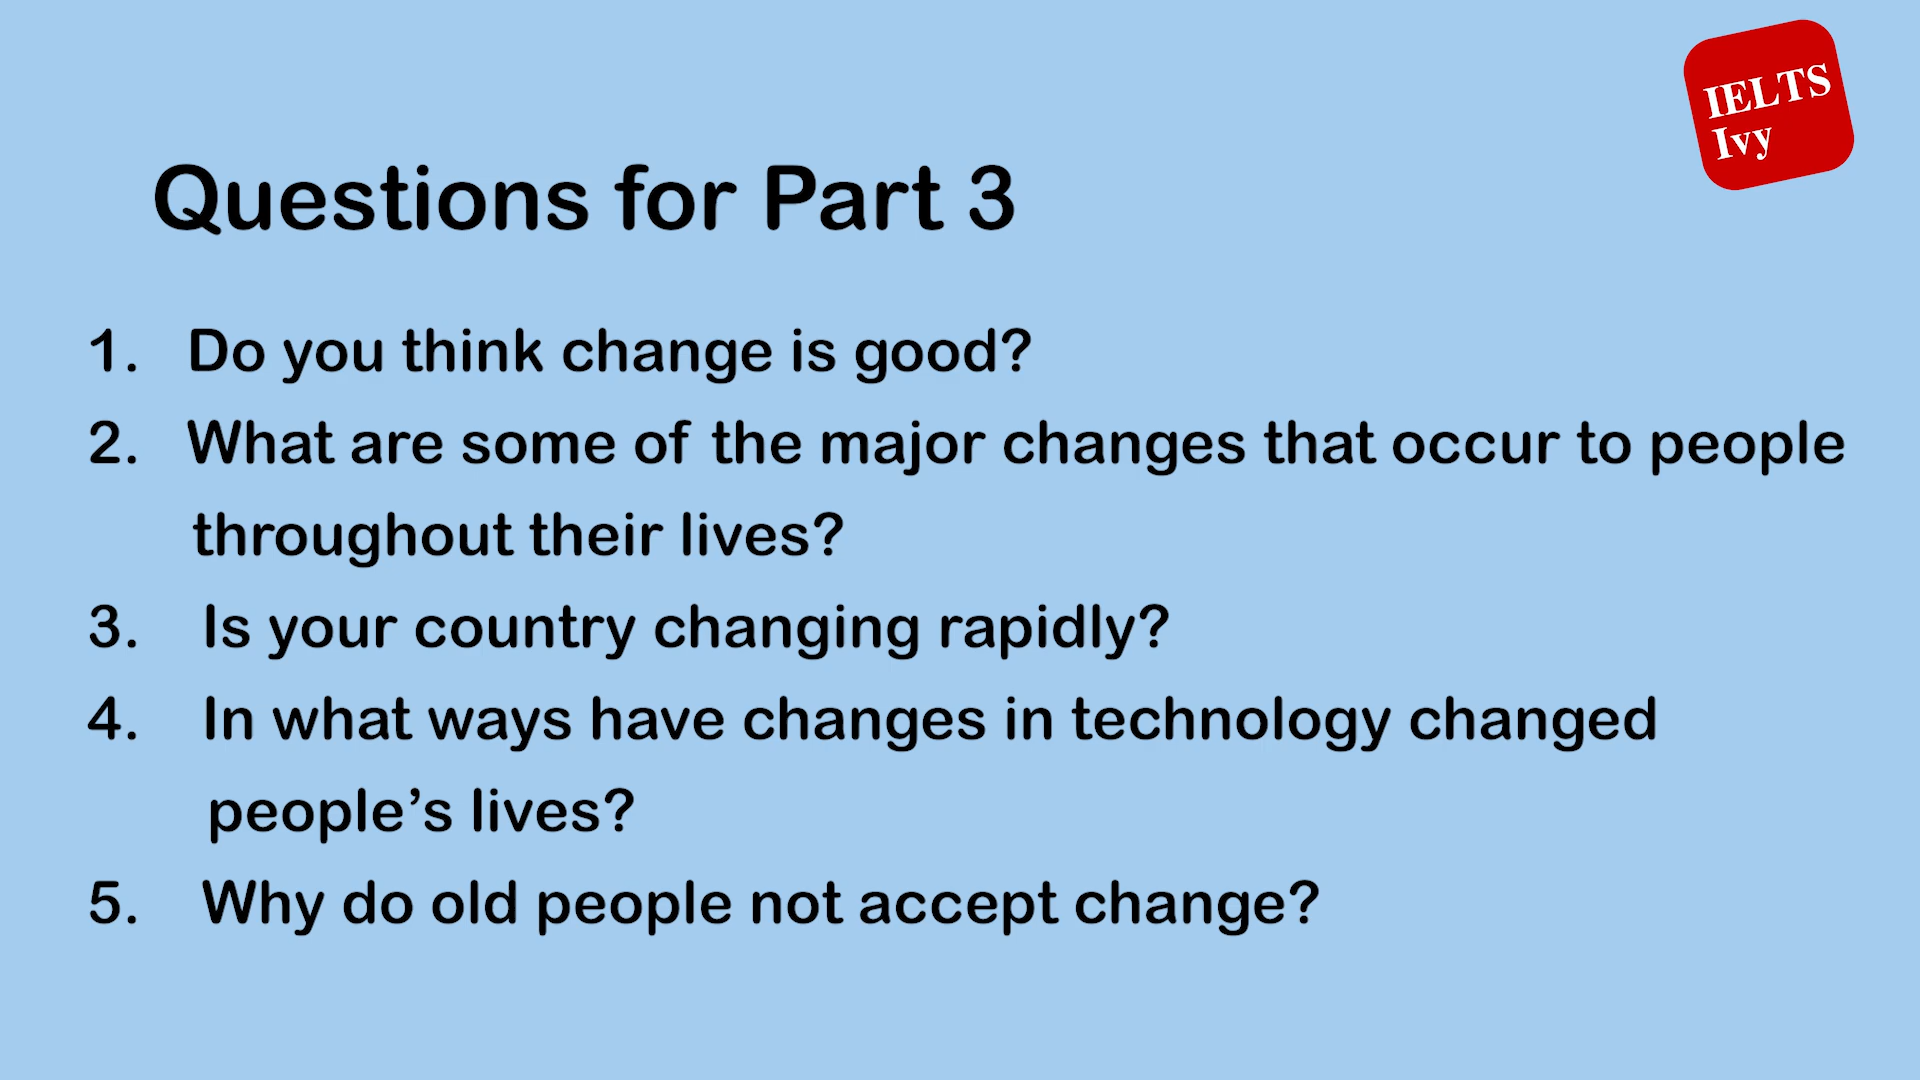 IELTS
Ivy
Questions for Part 3
1. Do you think change is good?
2. What are some of the major changes that occur to people
throughout their lives?
3. Is your country changing rapidly?
4. In what ways have changes in technology changed
people’s lives?
5. Why do old people not accept change?